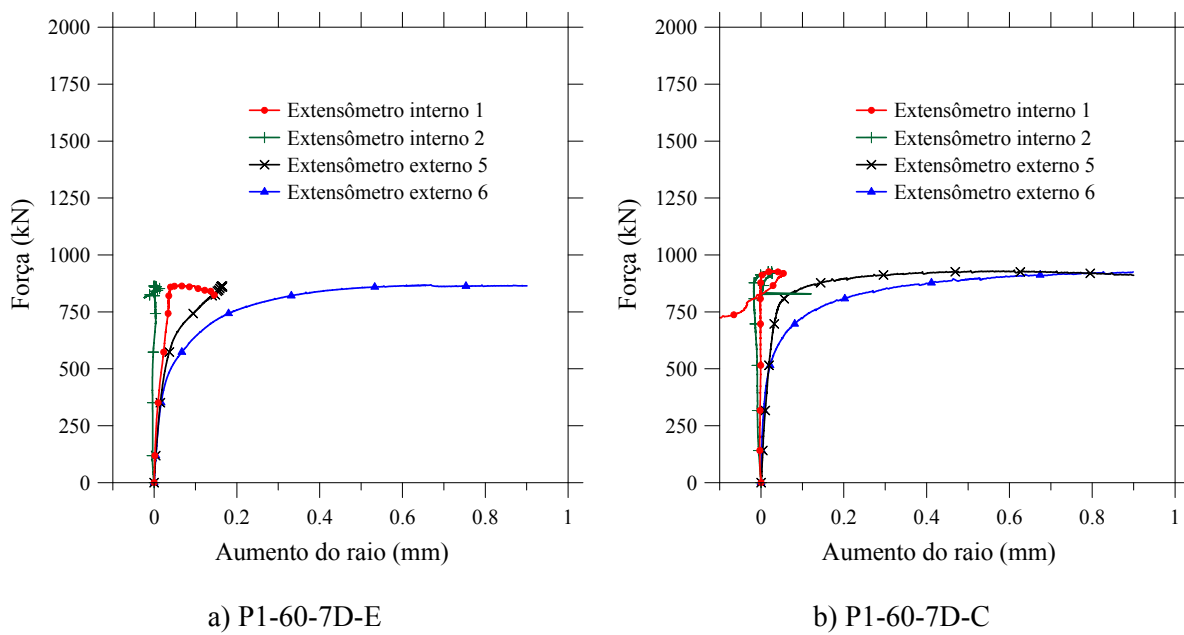 2000
1750
1500
1250
1000
750
500
250
0
Força (kN)
Extensômetro interno 1
Extensômetro interno 2
Extensômetro externo 5
Extensômetro externo 6
0 0.2 0.4 0.6 0.8 1
Aumento do raio (mm)
a) P1-60-7D-E
2000
1750
1500
1250
1000
750
500
250
0
Força (kN)
Extensômetro interno 1
Extensômetro interno 2
Extensômetro externo 5
Extensômetro externo 6
0 0.2 0.4 0.6 0.8 1
Aumento do raio (mm)
b) P1-60-7D-C